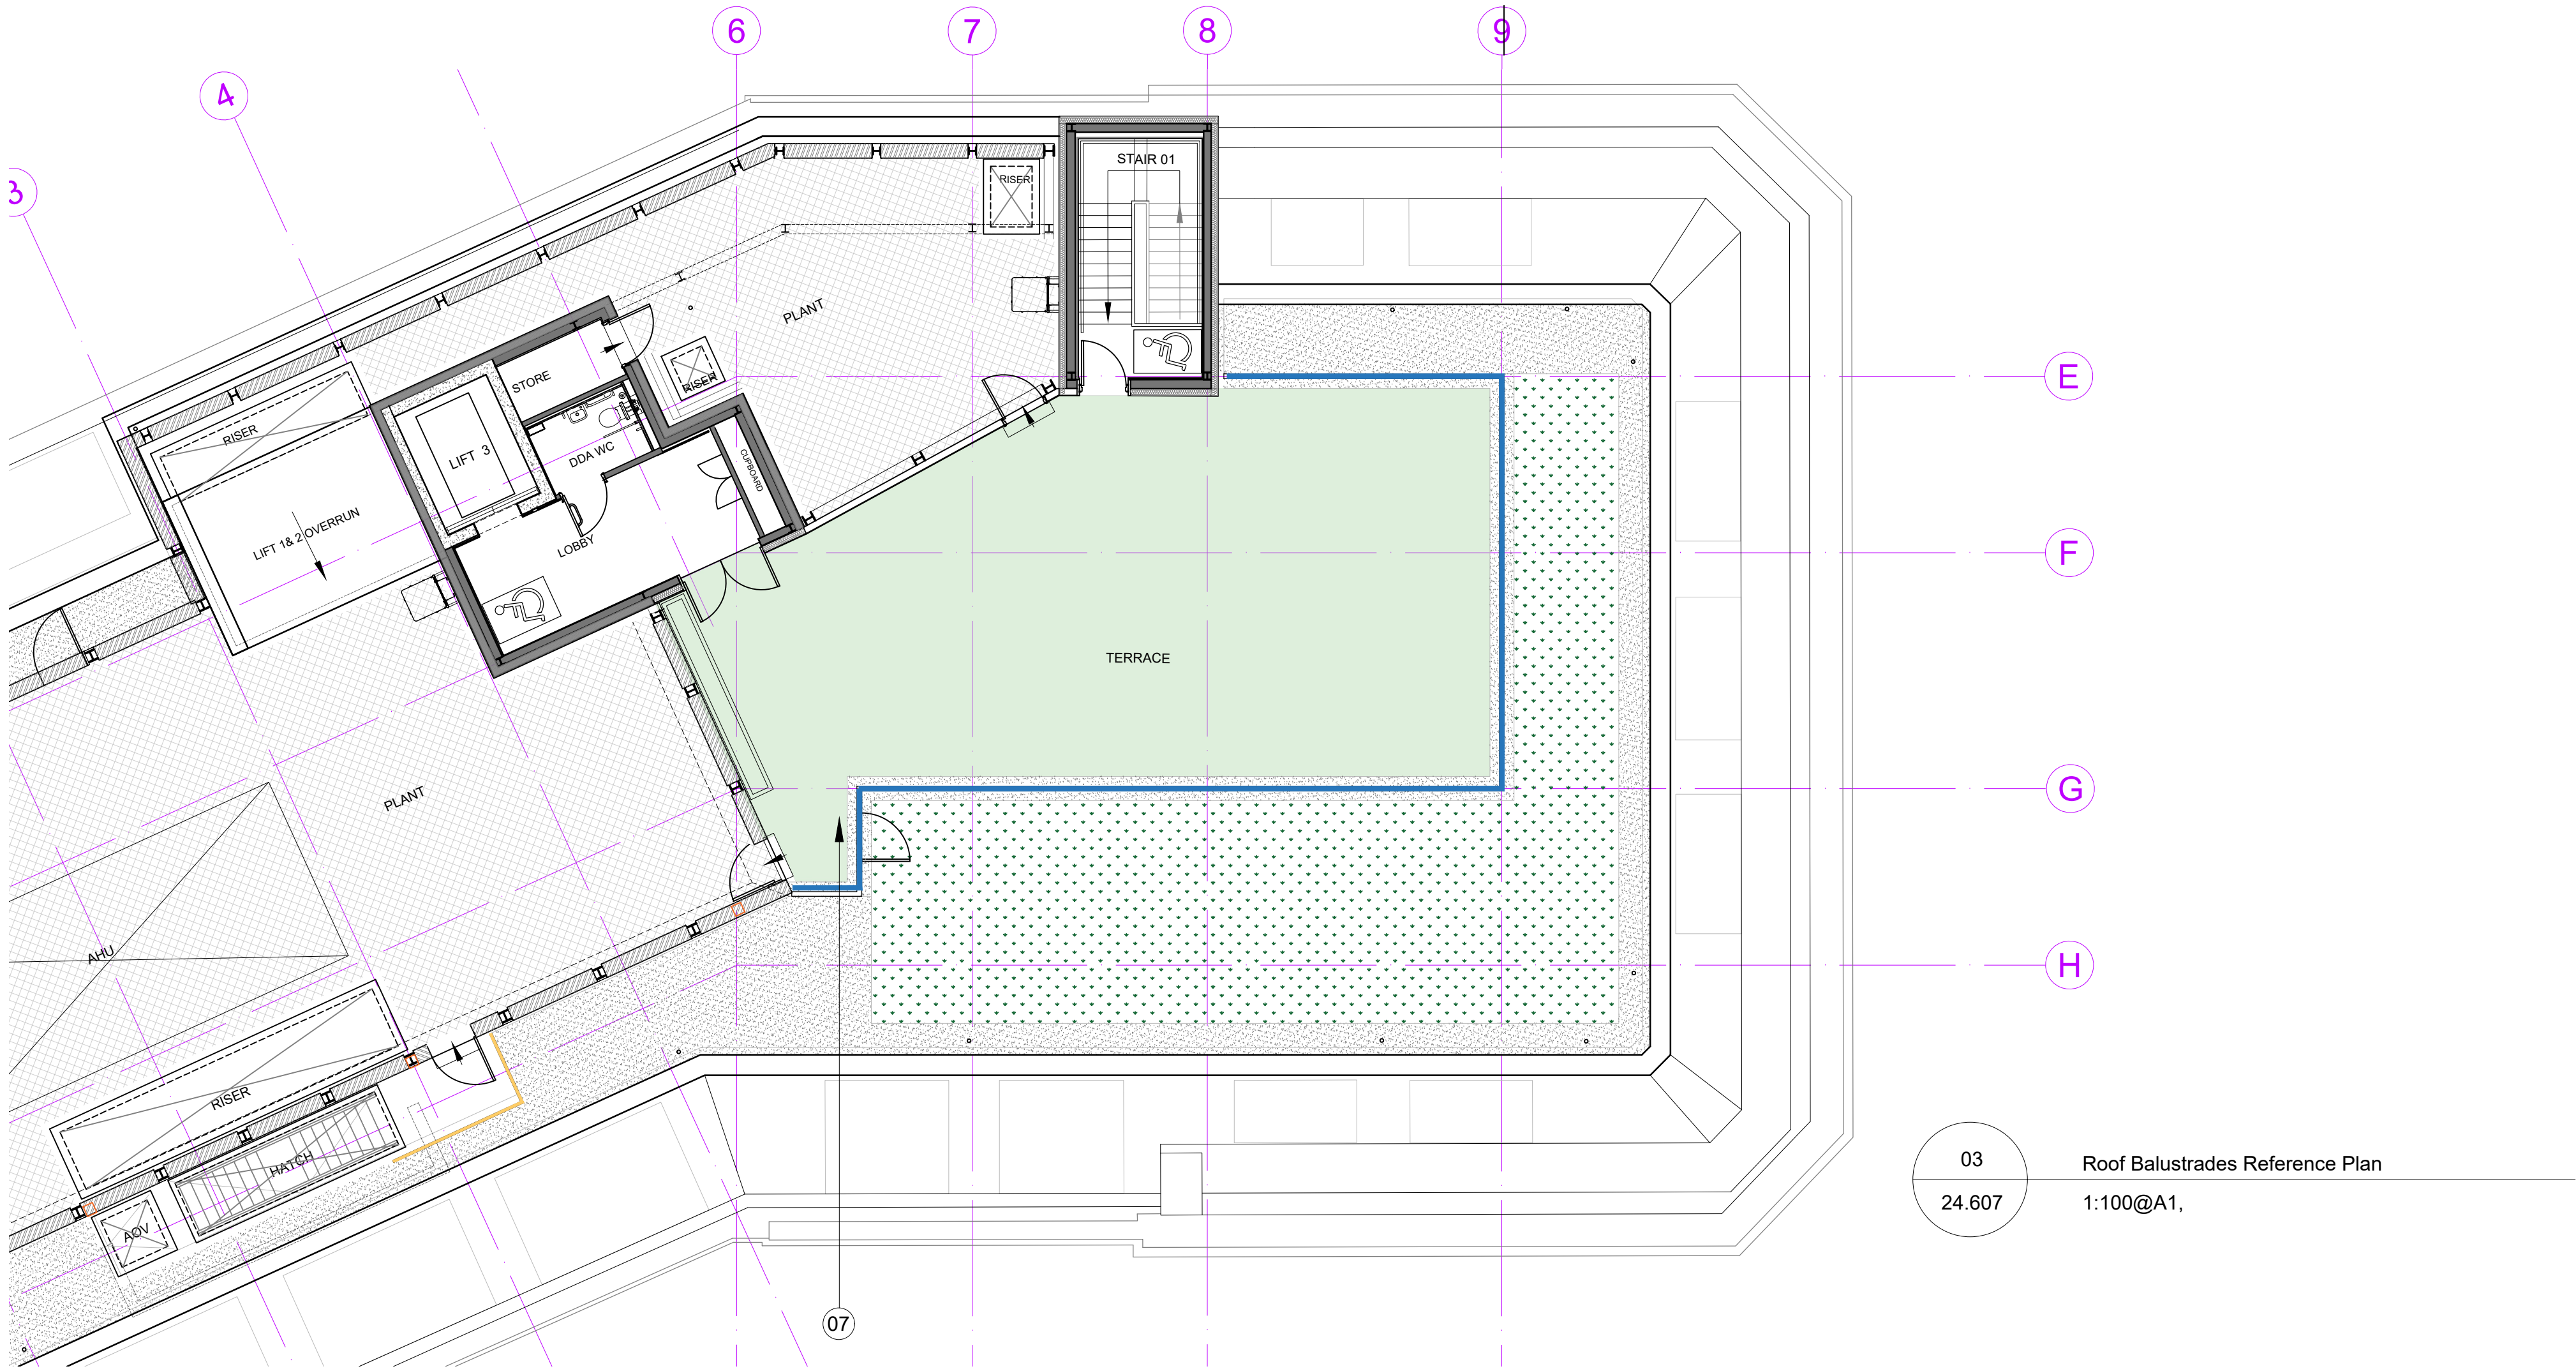 6
7
8
9
4
3
STAIR 01
RISER
PLANT
E
STORE
RISER
RISER
LIFT 3
DDA WC
CUPBOARD
LIFT 1& 2 OVERRUN
LOBBY
F
TERRACE
PLANT
G
AHU
H
RISER
HATCH
AOV
07
03
Roof Balustrades Reference Plan
24.607
1:100@A1,